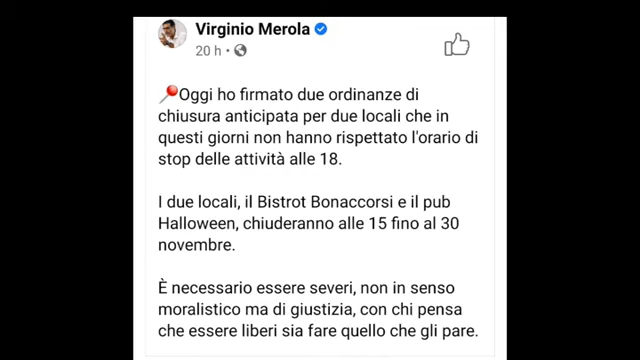 Virginio Merola
20 h •
Oggi ho firmato due ordinanze di
chiusura anticipata per due locali che in
questi giorni non hanno rispettato l'orario di
stop delle attività alle 18.
I due locali, il Bistrot Bonaccorsi e il pub
Halloween, chiuderanno alle 15 fino al 30
novembre.
È necessario essere severi, non in senso
moralistico ma di giustizia, con chi pensa
che essere liberi sia fare quello che gli pare.